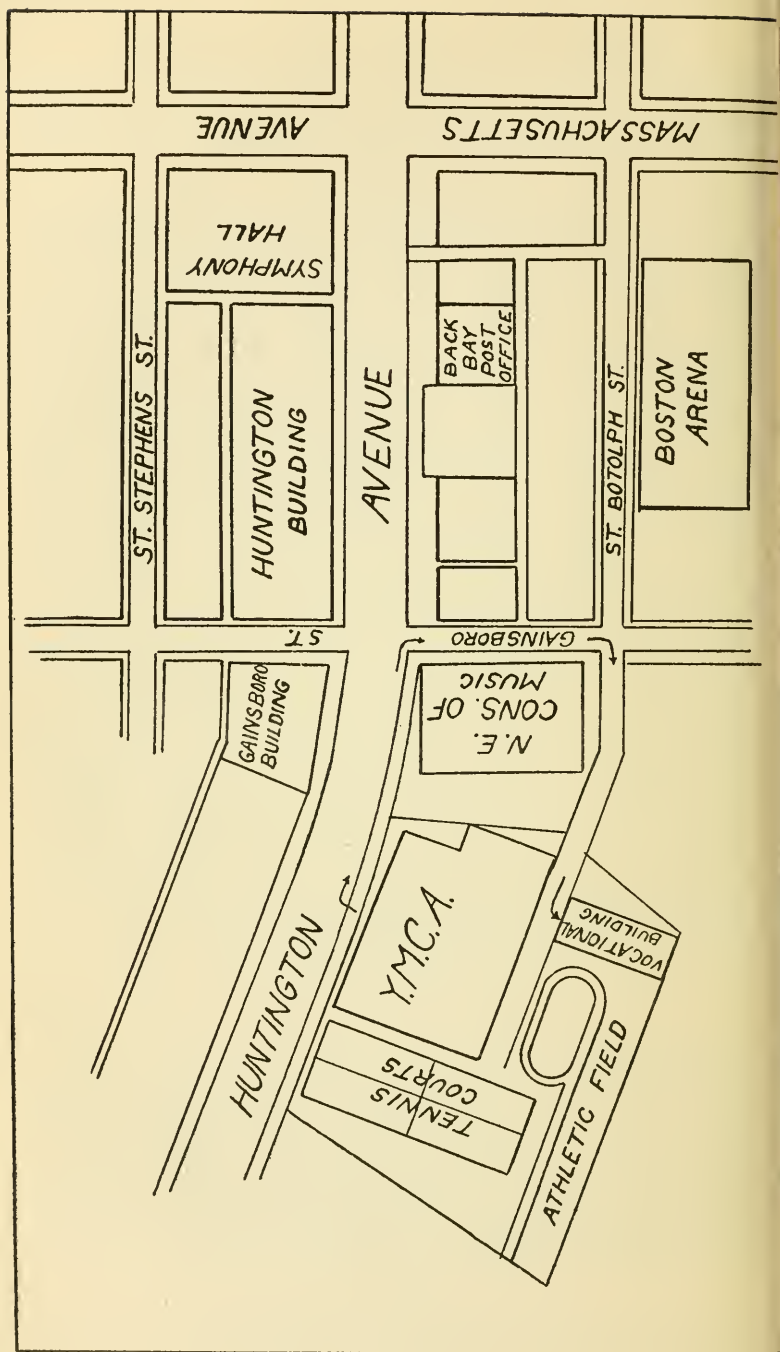 AVENUE
MASSACHUSETTS
SYMPHONY
HALL
ST. STEPHENS ST.
HUNTINGTON
BUILDING
AVENUE
BACK
BAY
POST
OFFICE
ST. BOTOLPH ST.
BOSTON
ARENA
ST.
GAINSBORO
GAINSBORO
BUILDING
N.E.
CONS. OF
MUSIC
HUNTINGTON
Y.M.C.A.
VOCATIONAL
BUILDING
TENNIS
COURTS
ATHLETIC FIELD